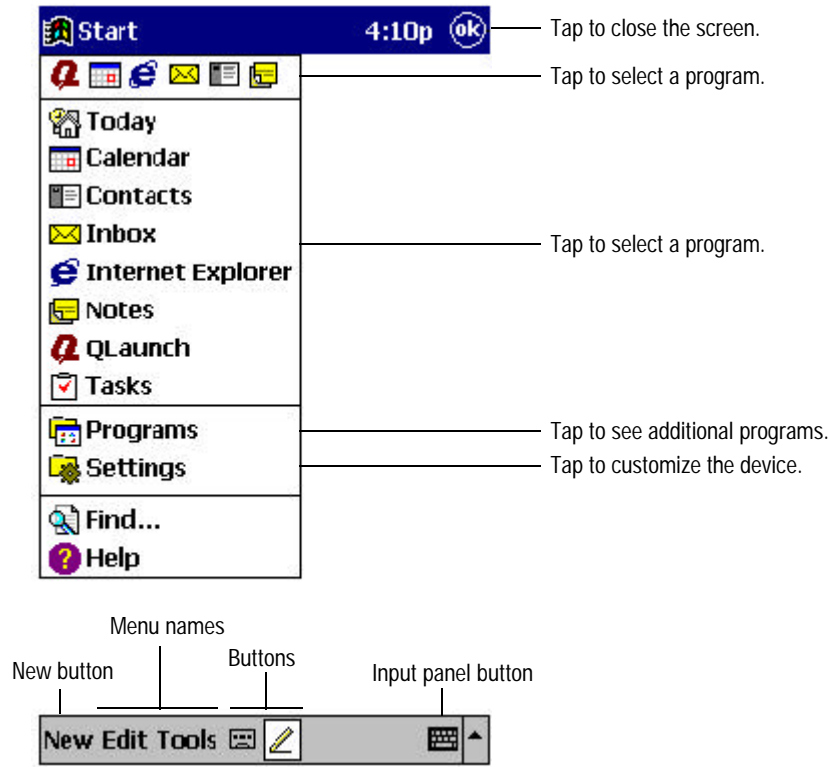 Start 4:10p ok Tap to close the screen.
Tap to select a program.
Today
Calendar
Contacts
Inbox
Tap to select a program.
Internet Explorer
Notes
QLaunch
Tasks
Programs Tap to see additional programs.
Settings Tap to customize the device.
Find...
Help
Menu names
New button Buttons Input panel button
New Edit Tools